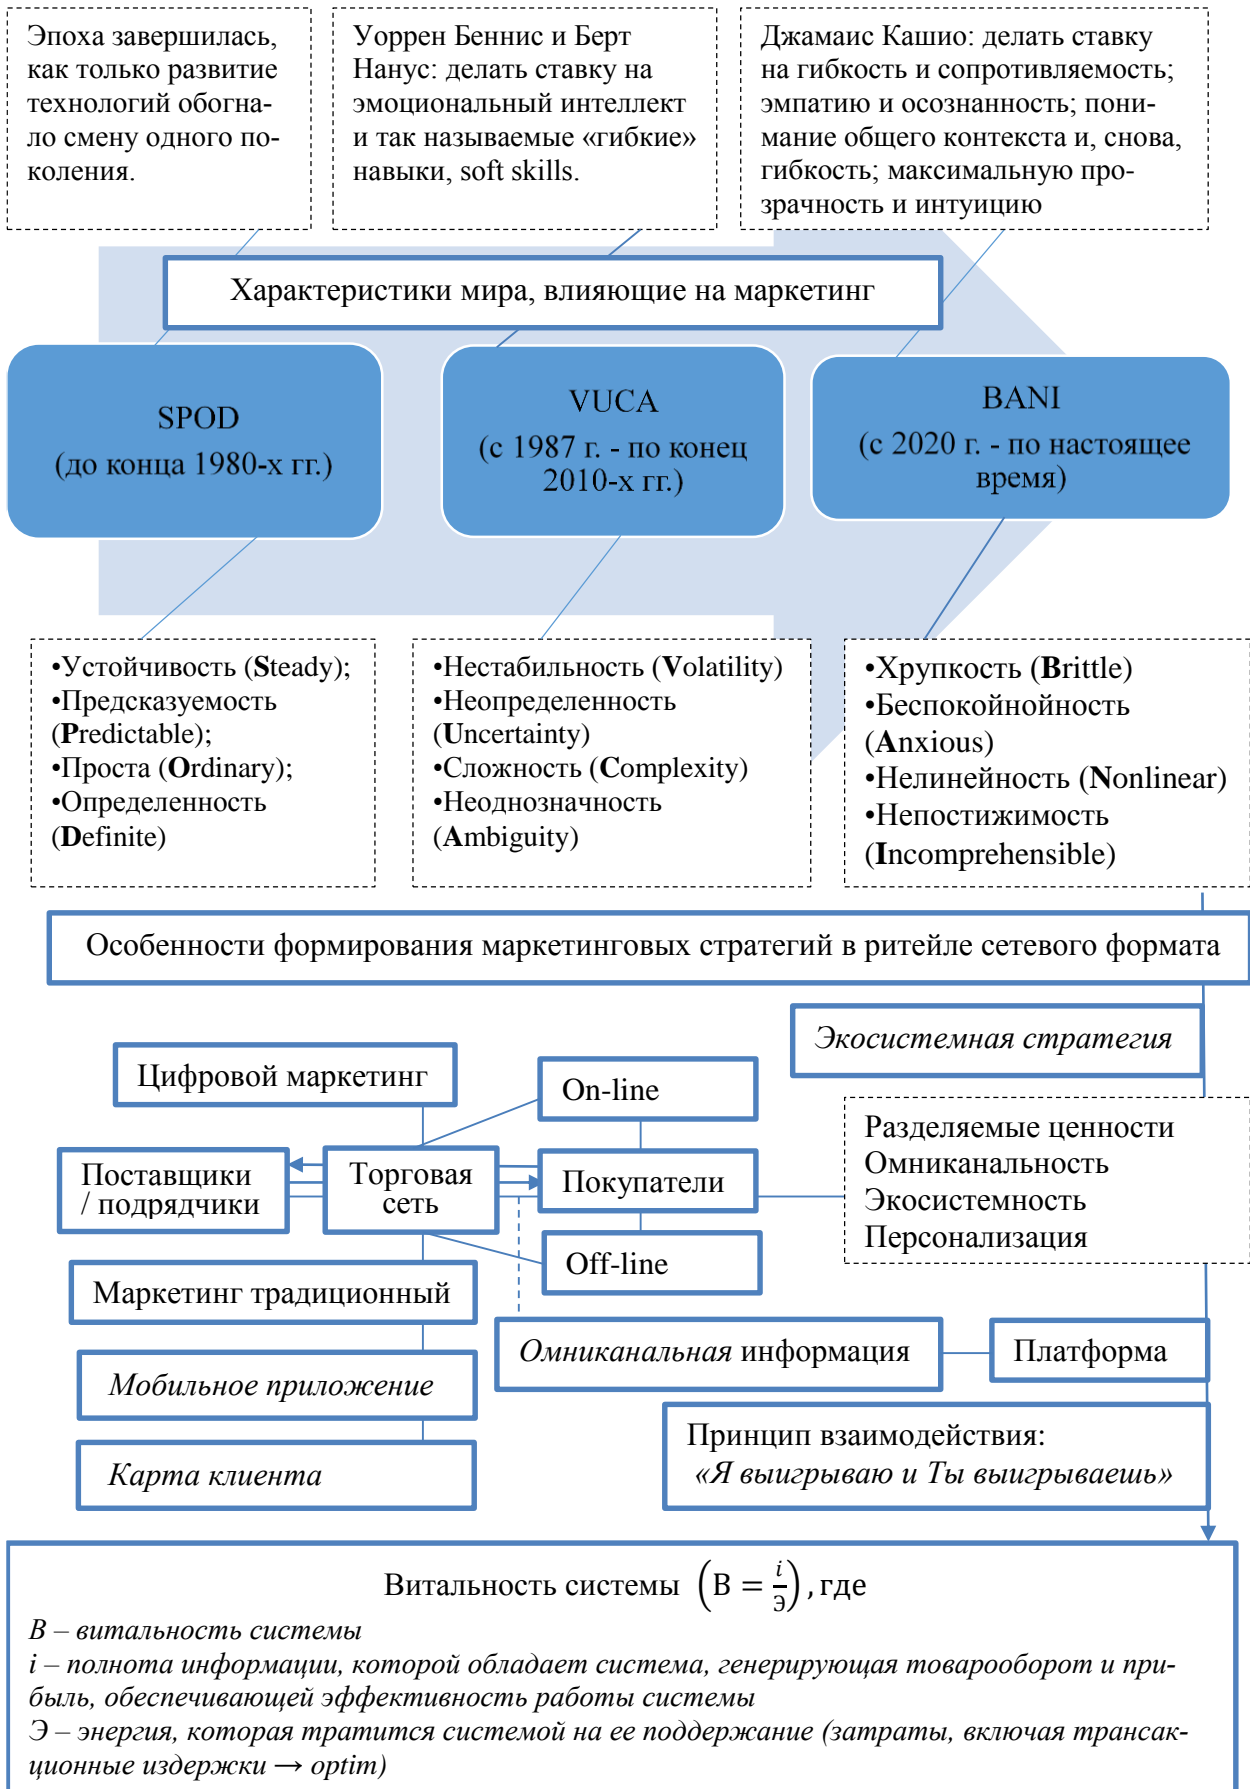 Эпоха завершилась,
как только развитие
технологий обогна-
ло смену одного по-
коления.
Уоррен Беннис и Берт
Нанус: делать ставку на
эмоциональный интеллект
и так называемые «гибкие»
навыки, soft skills.
Джамаис Кашио: делать ставку
на гибкость и сопротивляемость;
эмпатию и осознанность; пони-
мание общего контекста и, снова,
гибкость; максимальную про-
зрачность и интуицию
Характеристики мира, влияющие на маркетинг
SPOD
(до конца 1980-х гг.)
VUCA
(с 1987 г. - по конец
2010-х гг.)
BANI
(с 2020 г. - по настоящее
время)
•Устойчивость (Steady);
•Предсказуемость
(Predictable);
•Проста (Ordinary);
•Определенность
(Definite)
•Нестабильность (Volatility)
•Неопределенность
(Uncertainty)
•Сложность (Complexity)
•Неоднозначность
(Ambiguity)
•Хрупкость (Brittle)
•Беспокойнойность
(Anxious)
•Нелинейность (Nonlinear)
•Непостижимость
(Incomprehensible)
Особенности формирования маркетинговых стратегий в ритейле сетевого формата
Экосистемная стратегия
Цифровой маркетинг
On-line
Поставщики
/ подрядчики
Торговая
сеть
Покупатели
Разделяемые ценности
Омниканальность
Экосистемность
Персонализация
Off-line
Маркетинг традиционный
Омниканальная информация
Платформа
Мобильное приложение
Карта клиента
Принцип взаимодействия:
«Я выигрываю и Ты выигрываешь»
Витальность системы (В = i/Э), где
В – витальность системы
i – полнота информации, которой обладает система, генерирующая товарооборот и при-
быль, обеспечивающей эффективность работы системы
Э – энергия, которая тратится системой на ее поддержание (затраты, включая трансак-
ционные издержки → optim)